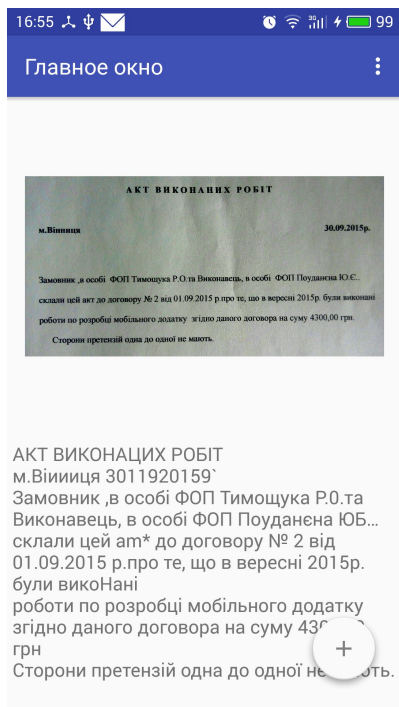 16:55 3G 99
Главное окно
АКТ ВИКОНАНИХ РОБІТ
м.Вінниця 30.09.2015р.
Замовник ,в особі ФОП Тимощука Р.О.та Виконавець, в особі ФОП Поуданєна Ю.Є..
склали цей акт до договору № 2 від 01.09.2015 р.про те, що в вересні 2015р. були виконані
роботи по розробці мобільного додатку згідно даного договора на суму 4300,00 грн.
Сторони претензій одна до одної не мають.
АКТ ВИКОНАЦИХ РОБІТ
м.Віиииця 3011920159`
Замовник ,в особі ФОП Тимощука Р.0.та
Виконавець, в особі ФОП Поуданєна ЮБ...
склали цей am* до договору № 2 від
01.09.2015 р.про те, що в вересні 2015р.
були викоНані
роботи по розробці мобільного додатку
згідно даного договора на суму
грн
Сторони претензій одна до одної